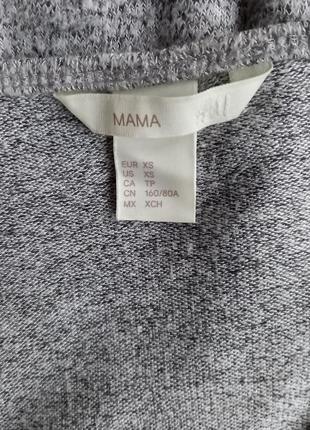 MAMA
EUR XS
US XS
CA TP
CN 160/80A
MX XCH